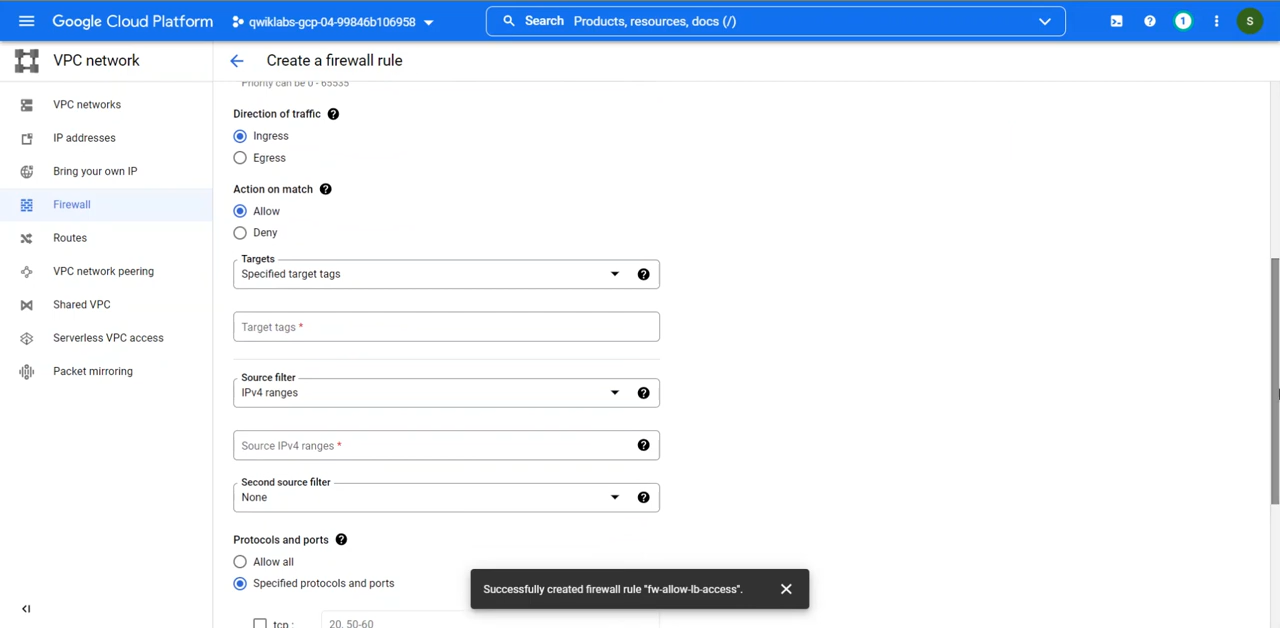 Google Cloud Platform
qwiklabs-gcp-04-99846b106958
Search Products, resources, docs (/)
1
S
VPC network
Create a firewall rule
Priority can be 0 - 65535
VPC networks
IP addresses
Bring your own IP
Firewall
Routes
VPC network peering
Shared VPC
Serverless VPC access
Packet mirroring
Direction of traffic
Ingress
Egress
Action on match
Allow
Deny
Targets
Specified target tags
Target tags *
Source filter
IPv4 ranges
Source IPv4 ranges *
Second source filter
None
Protocols and ports
Allow all
Specified protocols and ports
tcp :
20, 50-60
Successfully created firewall rule "fw-allow-lb-access".